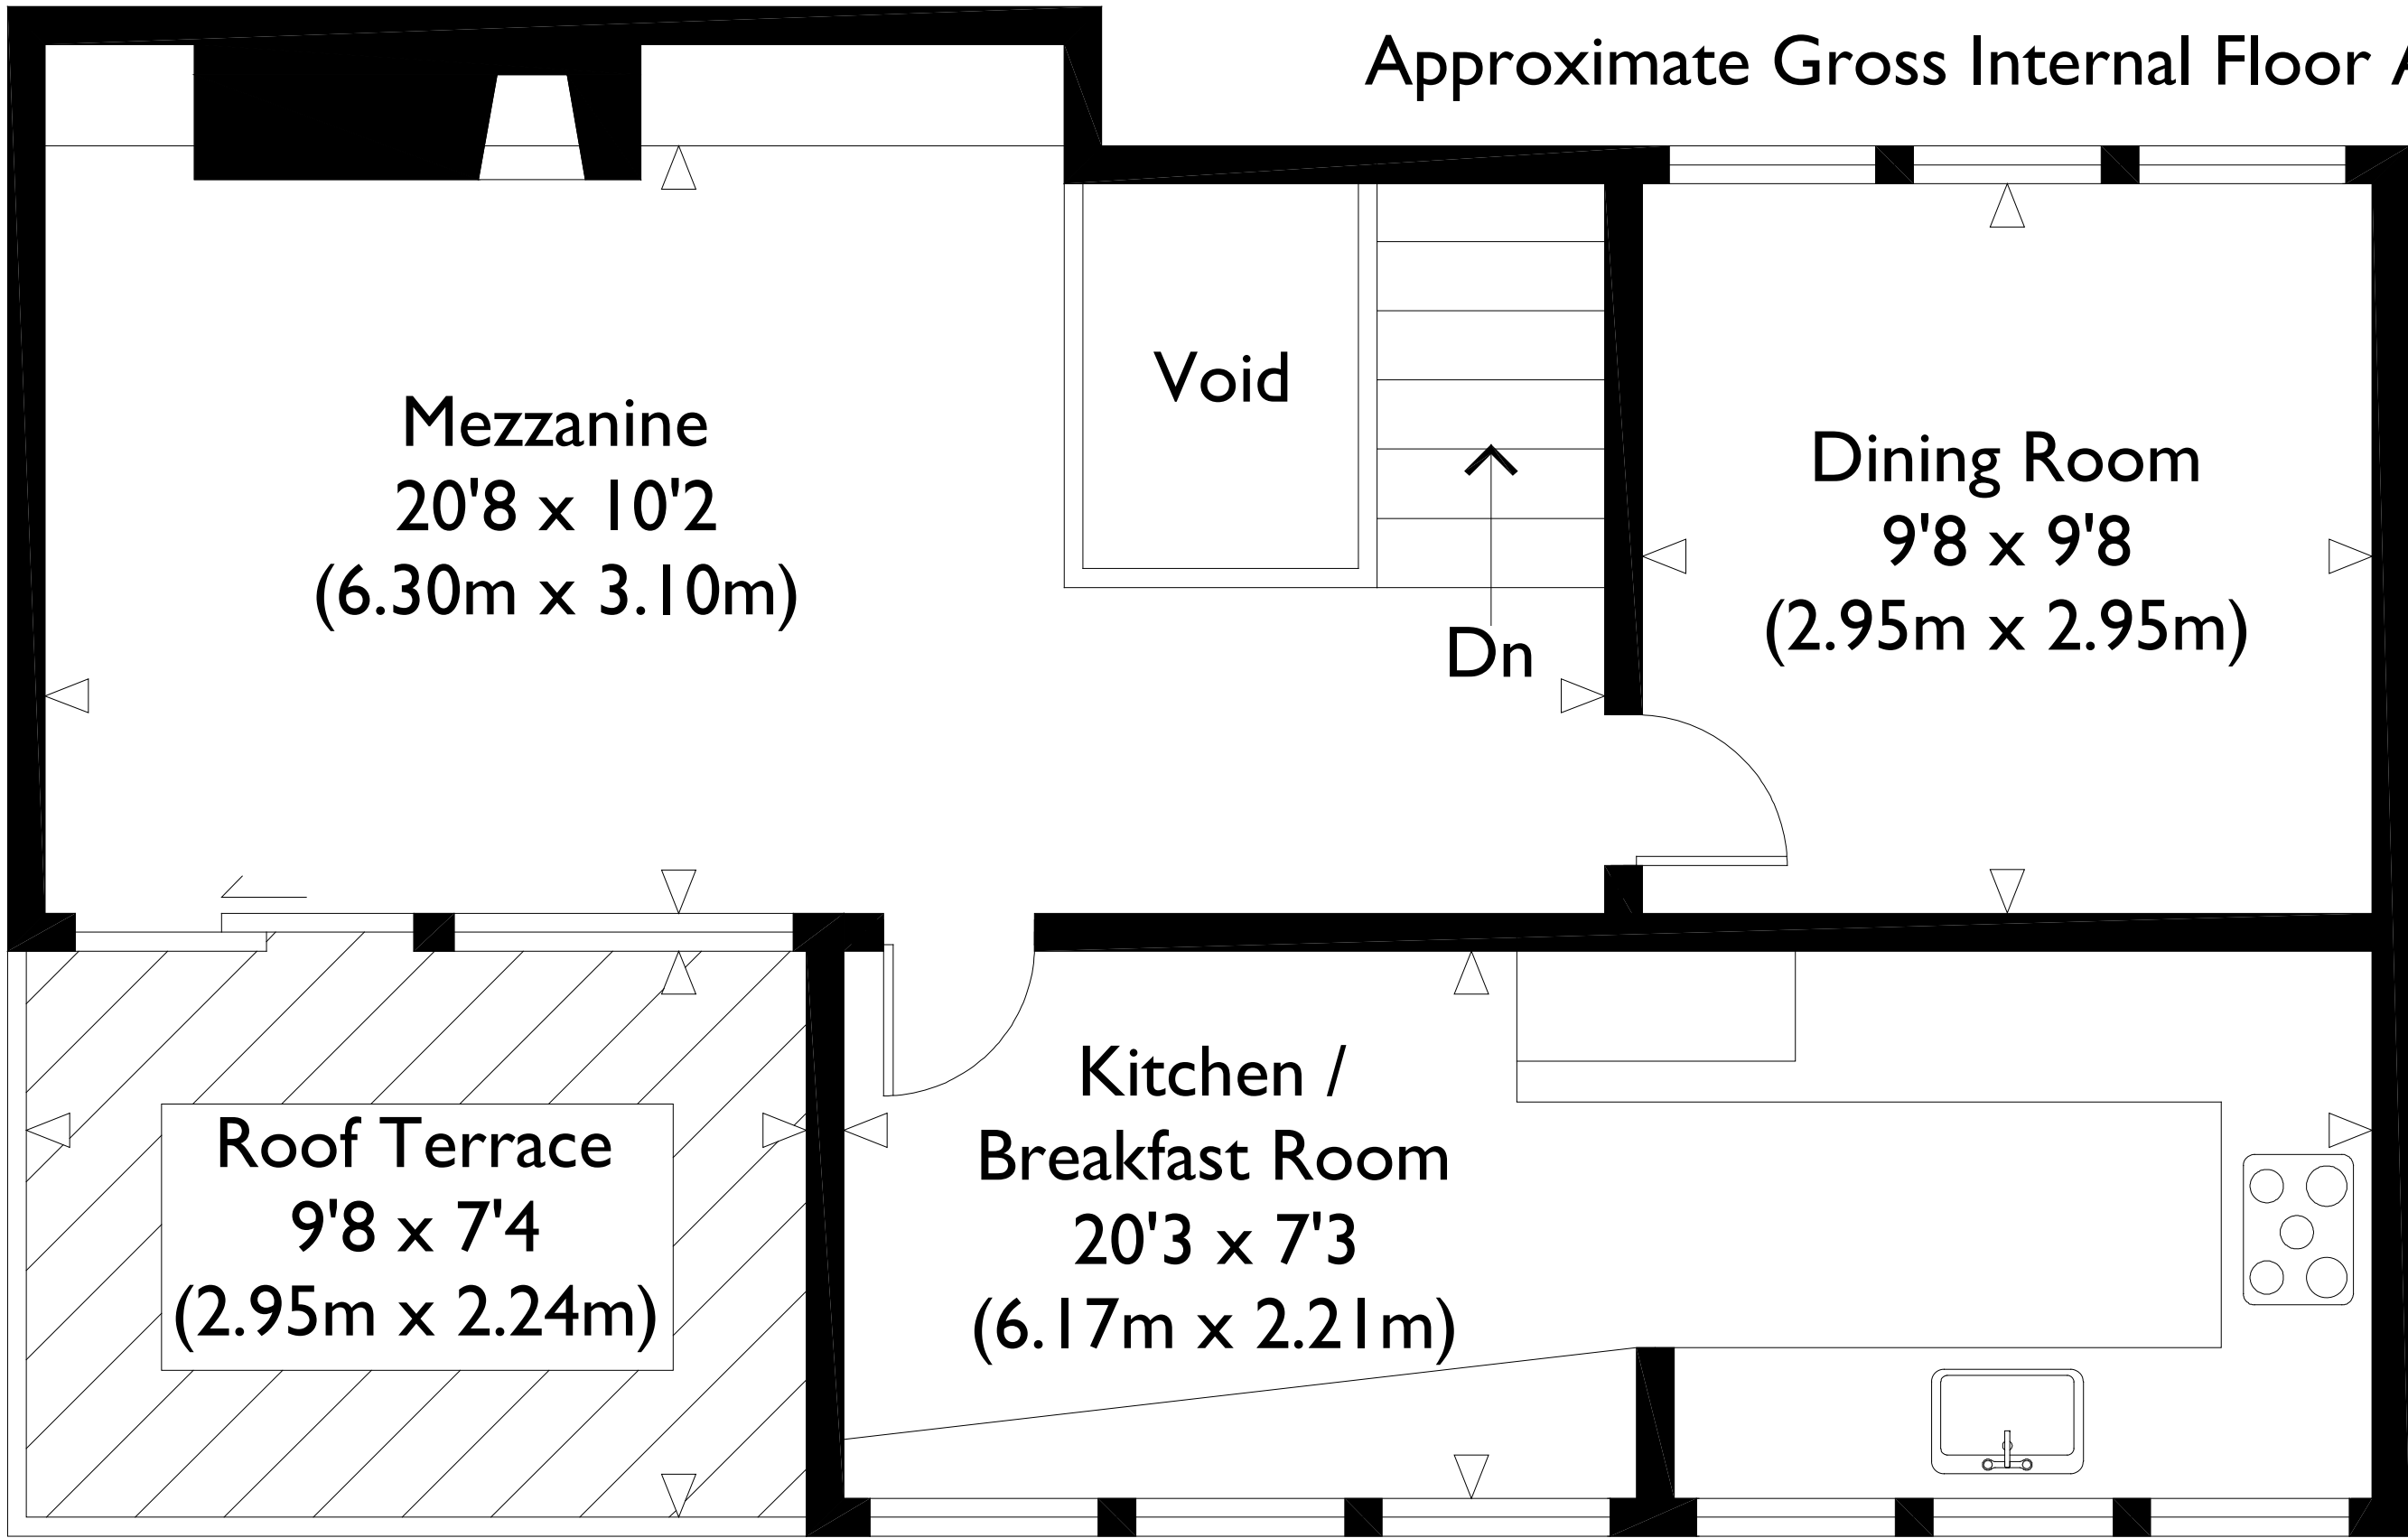 Approximate Gross Internal Floor
Void
Mezzanine
20'8 x 10'2
(6.30m x 3.10m)
Dining Room
9'8 x 9'8
(2.95m x 2.95m)
Dn
Kitchen /
Breakfast Room
20'3 x 7'3
(6.17m x 2.21m)
Roof Terrace
9'8 x 7'4
(2.95m x 2.24m)